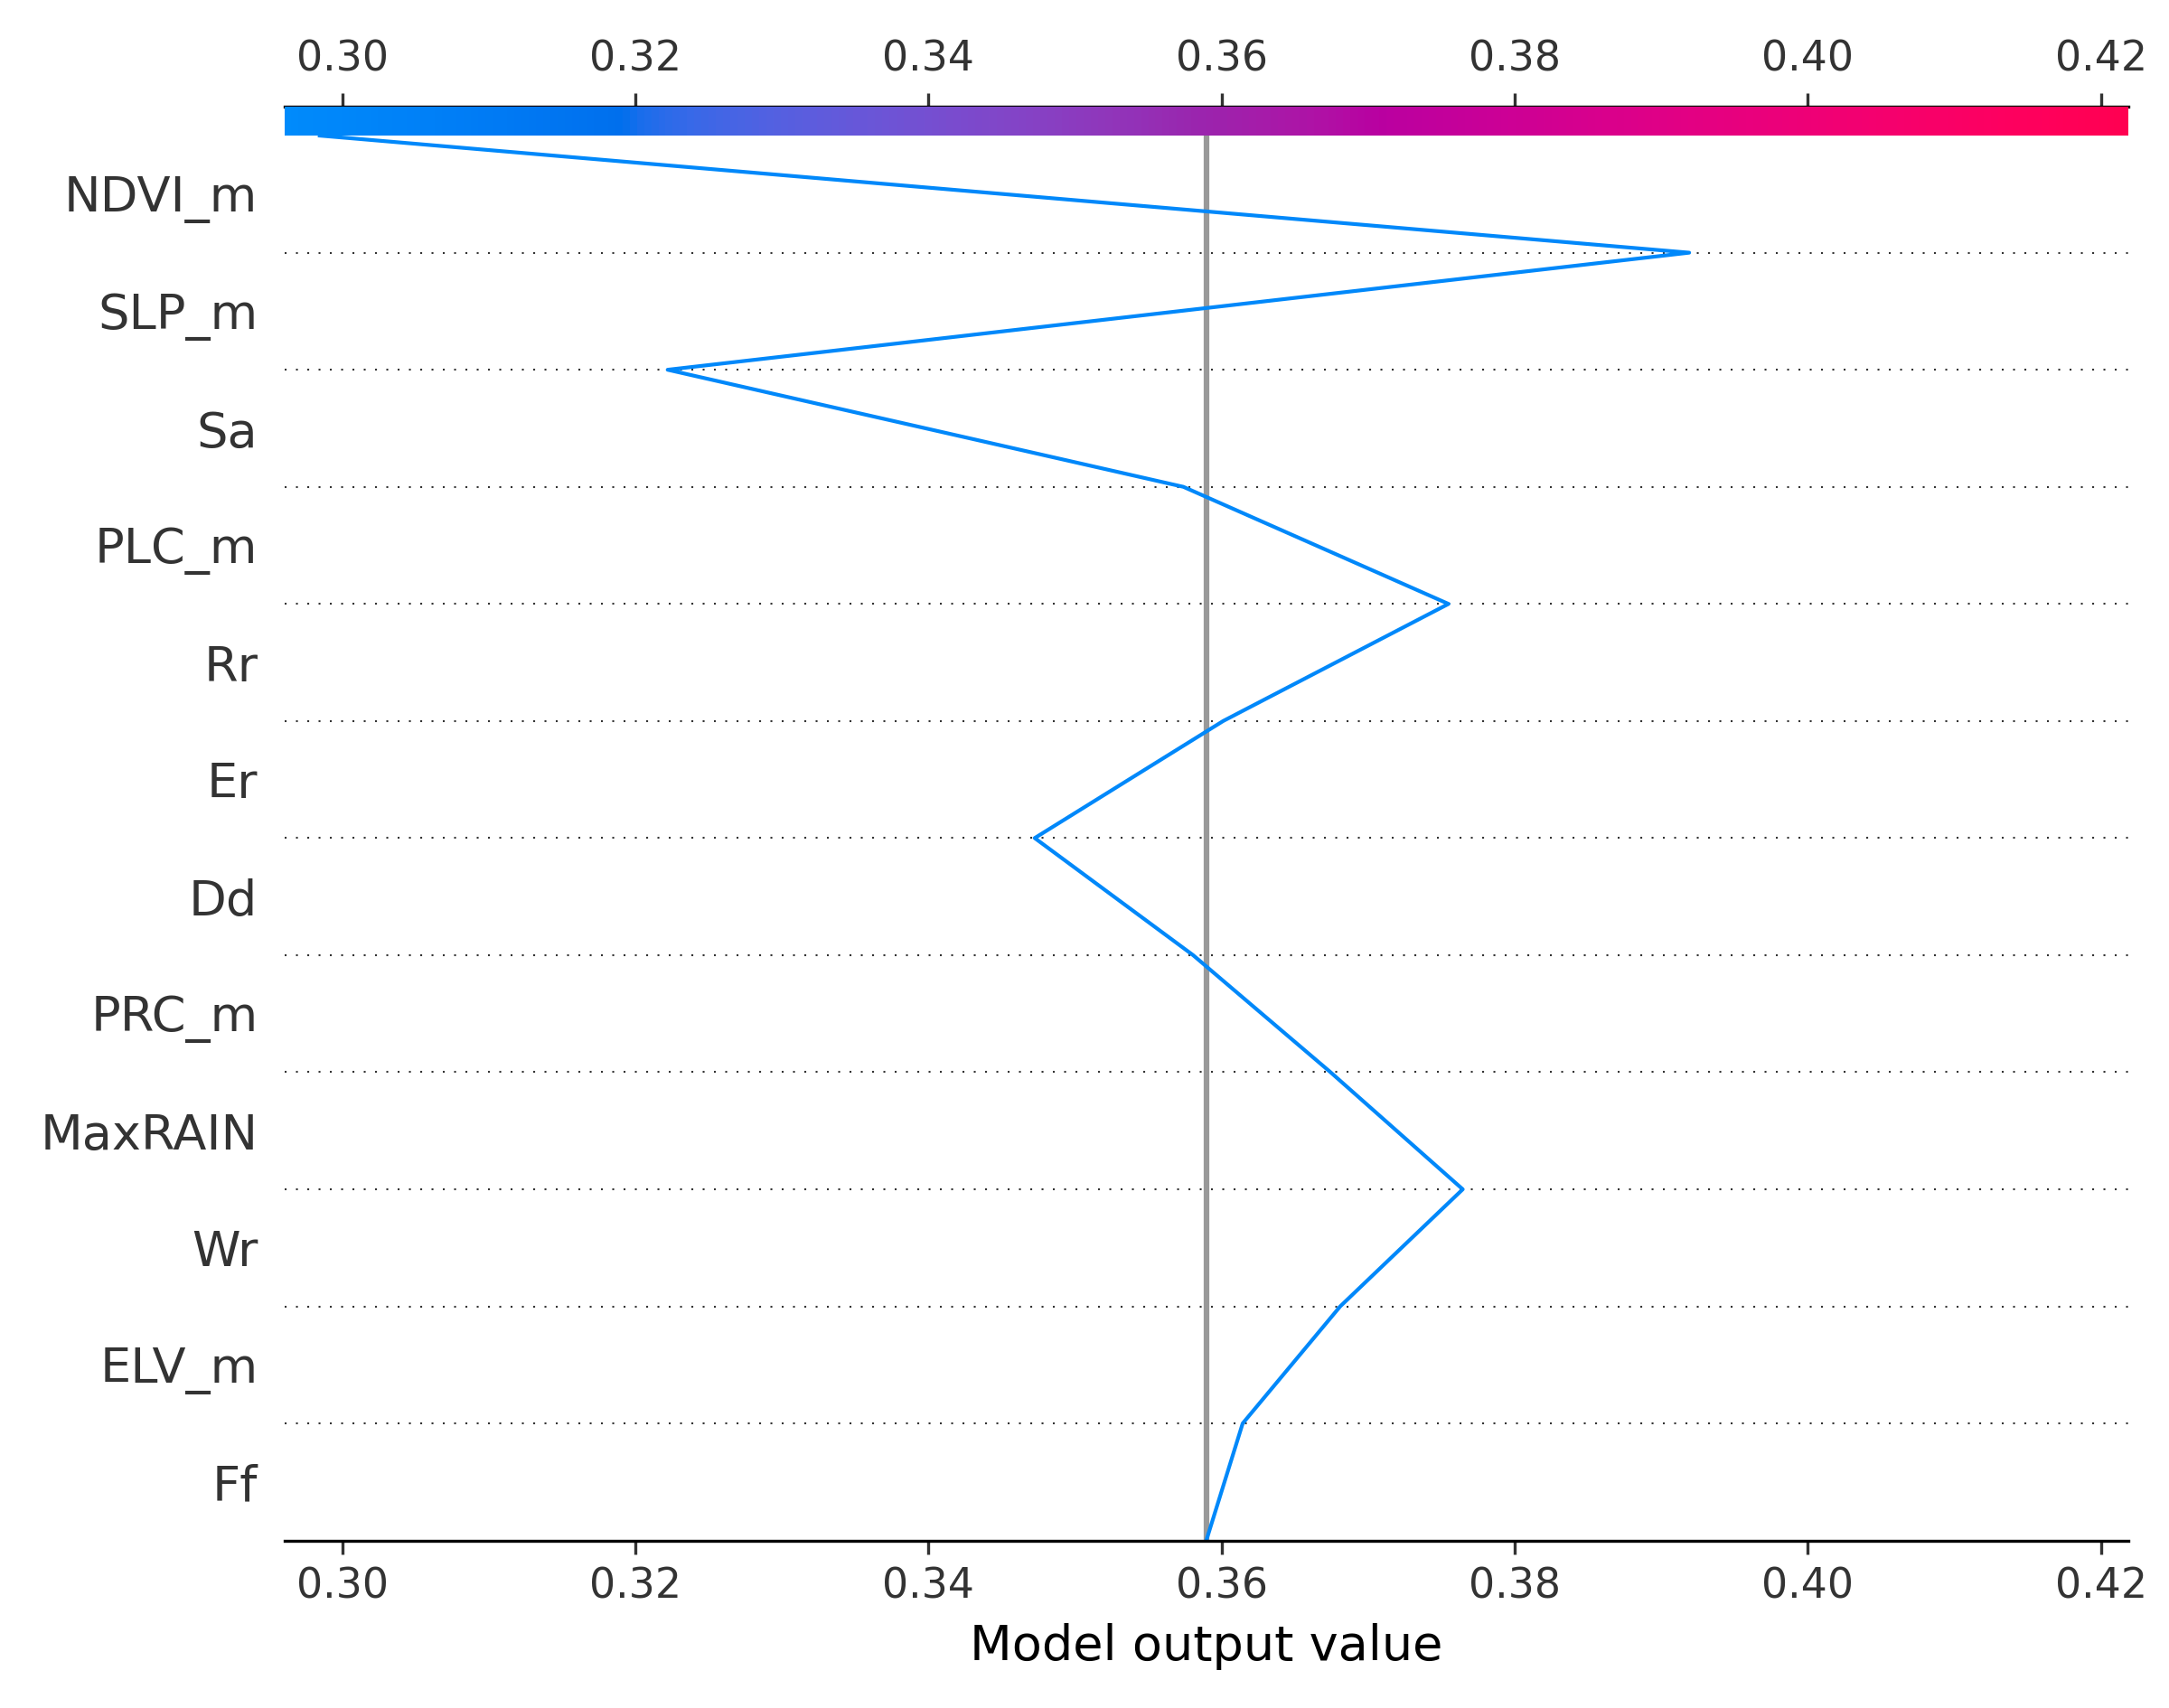 0.30 0.32 0.34 0.36 0.38 0.40 0.42
NDVI_m
SLP_m
Sa
PLC_m
Rr
Er
Dd
PRC_m
MaxRAIN
Wr
ELV_m
Ff
0.30 0.32 0.34 0.36 0.38 0.40 0.42
Model output value